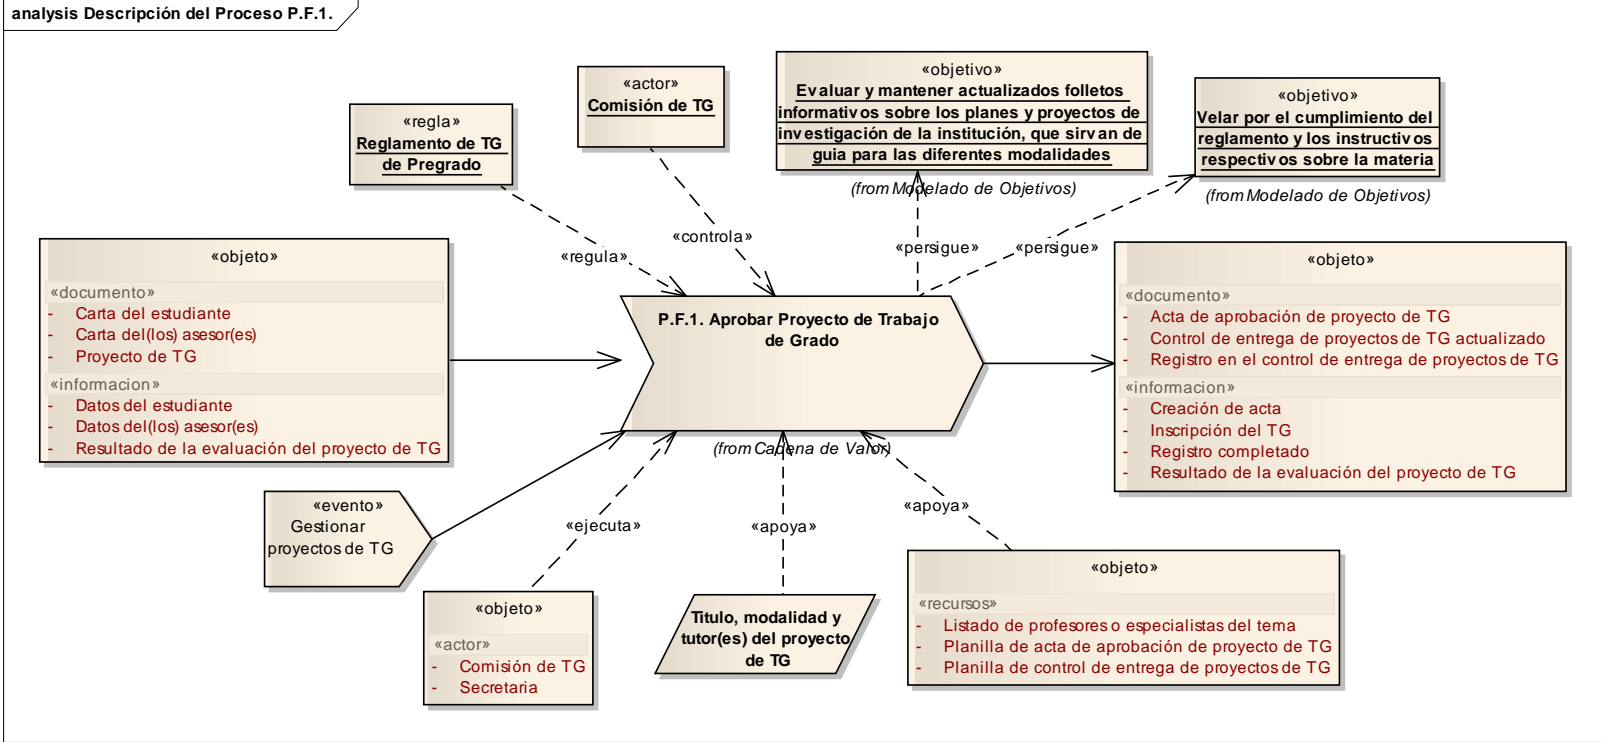 analysis Descripción del Proceso P.F.1.
«actor»
Comisión de TG
«objetivo»
Evaluar y mantener actualizados folletos
informativos sobre los planes y proyectos de
investigación de la institución, que sirvan de
guia para las diferentes modalidades
(from Modelado de Objetivos)
«objetivo»
Velar por el cumplimiento del
reglamento y los instructivos
respectivos sobre la materia
(from Modelado de Objetivos)
«regla»
Reglamento de TG
de Pregrado
«regula»
«controla»
«persigue»
«persigue»
«objeto»
«documento»
- Carta del estudiante
- Carta del(los) asesor(es)
- Proyecto de TG
«informacion»
- Datos del estudiante
- Datos del(los) asesor(es)
- Resultado de la evaluación del proyecto de TG
P.F.1. Aprobar Proyecto de Trabajo
de Grado
(from Cadena de Valor)
«objeto»
«documento»
- Acta de aprobación de proyecto de TG
- Control de entrega de proyectos de TG actualizado
- Registro en el control de entrega de proyectos de TG
«informacion»
- Creación de acta
- Inscripción del TG
- Registro completado
- Resultado de la evaluación del proyecto de TG
«evento»
Gestionar
proyectos de TG
«ejecuta»
«apoya»
«apoya»
«objeto»
«actor»
- Comisión de TG
- Secretaria
Titulo, modalidad y
tutor(es) del proyecto
de TG
«objeto»
«recursos»
- Listado de profesores o especialistas del tema
- Planilla de acta de aprobación de proyecto de TG
- Planilla de control de entrega de proyectos de TG